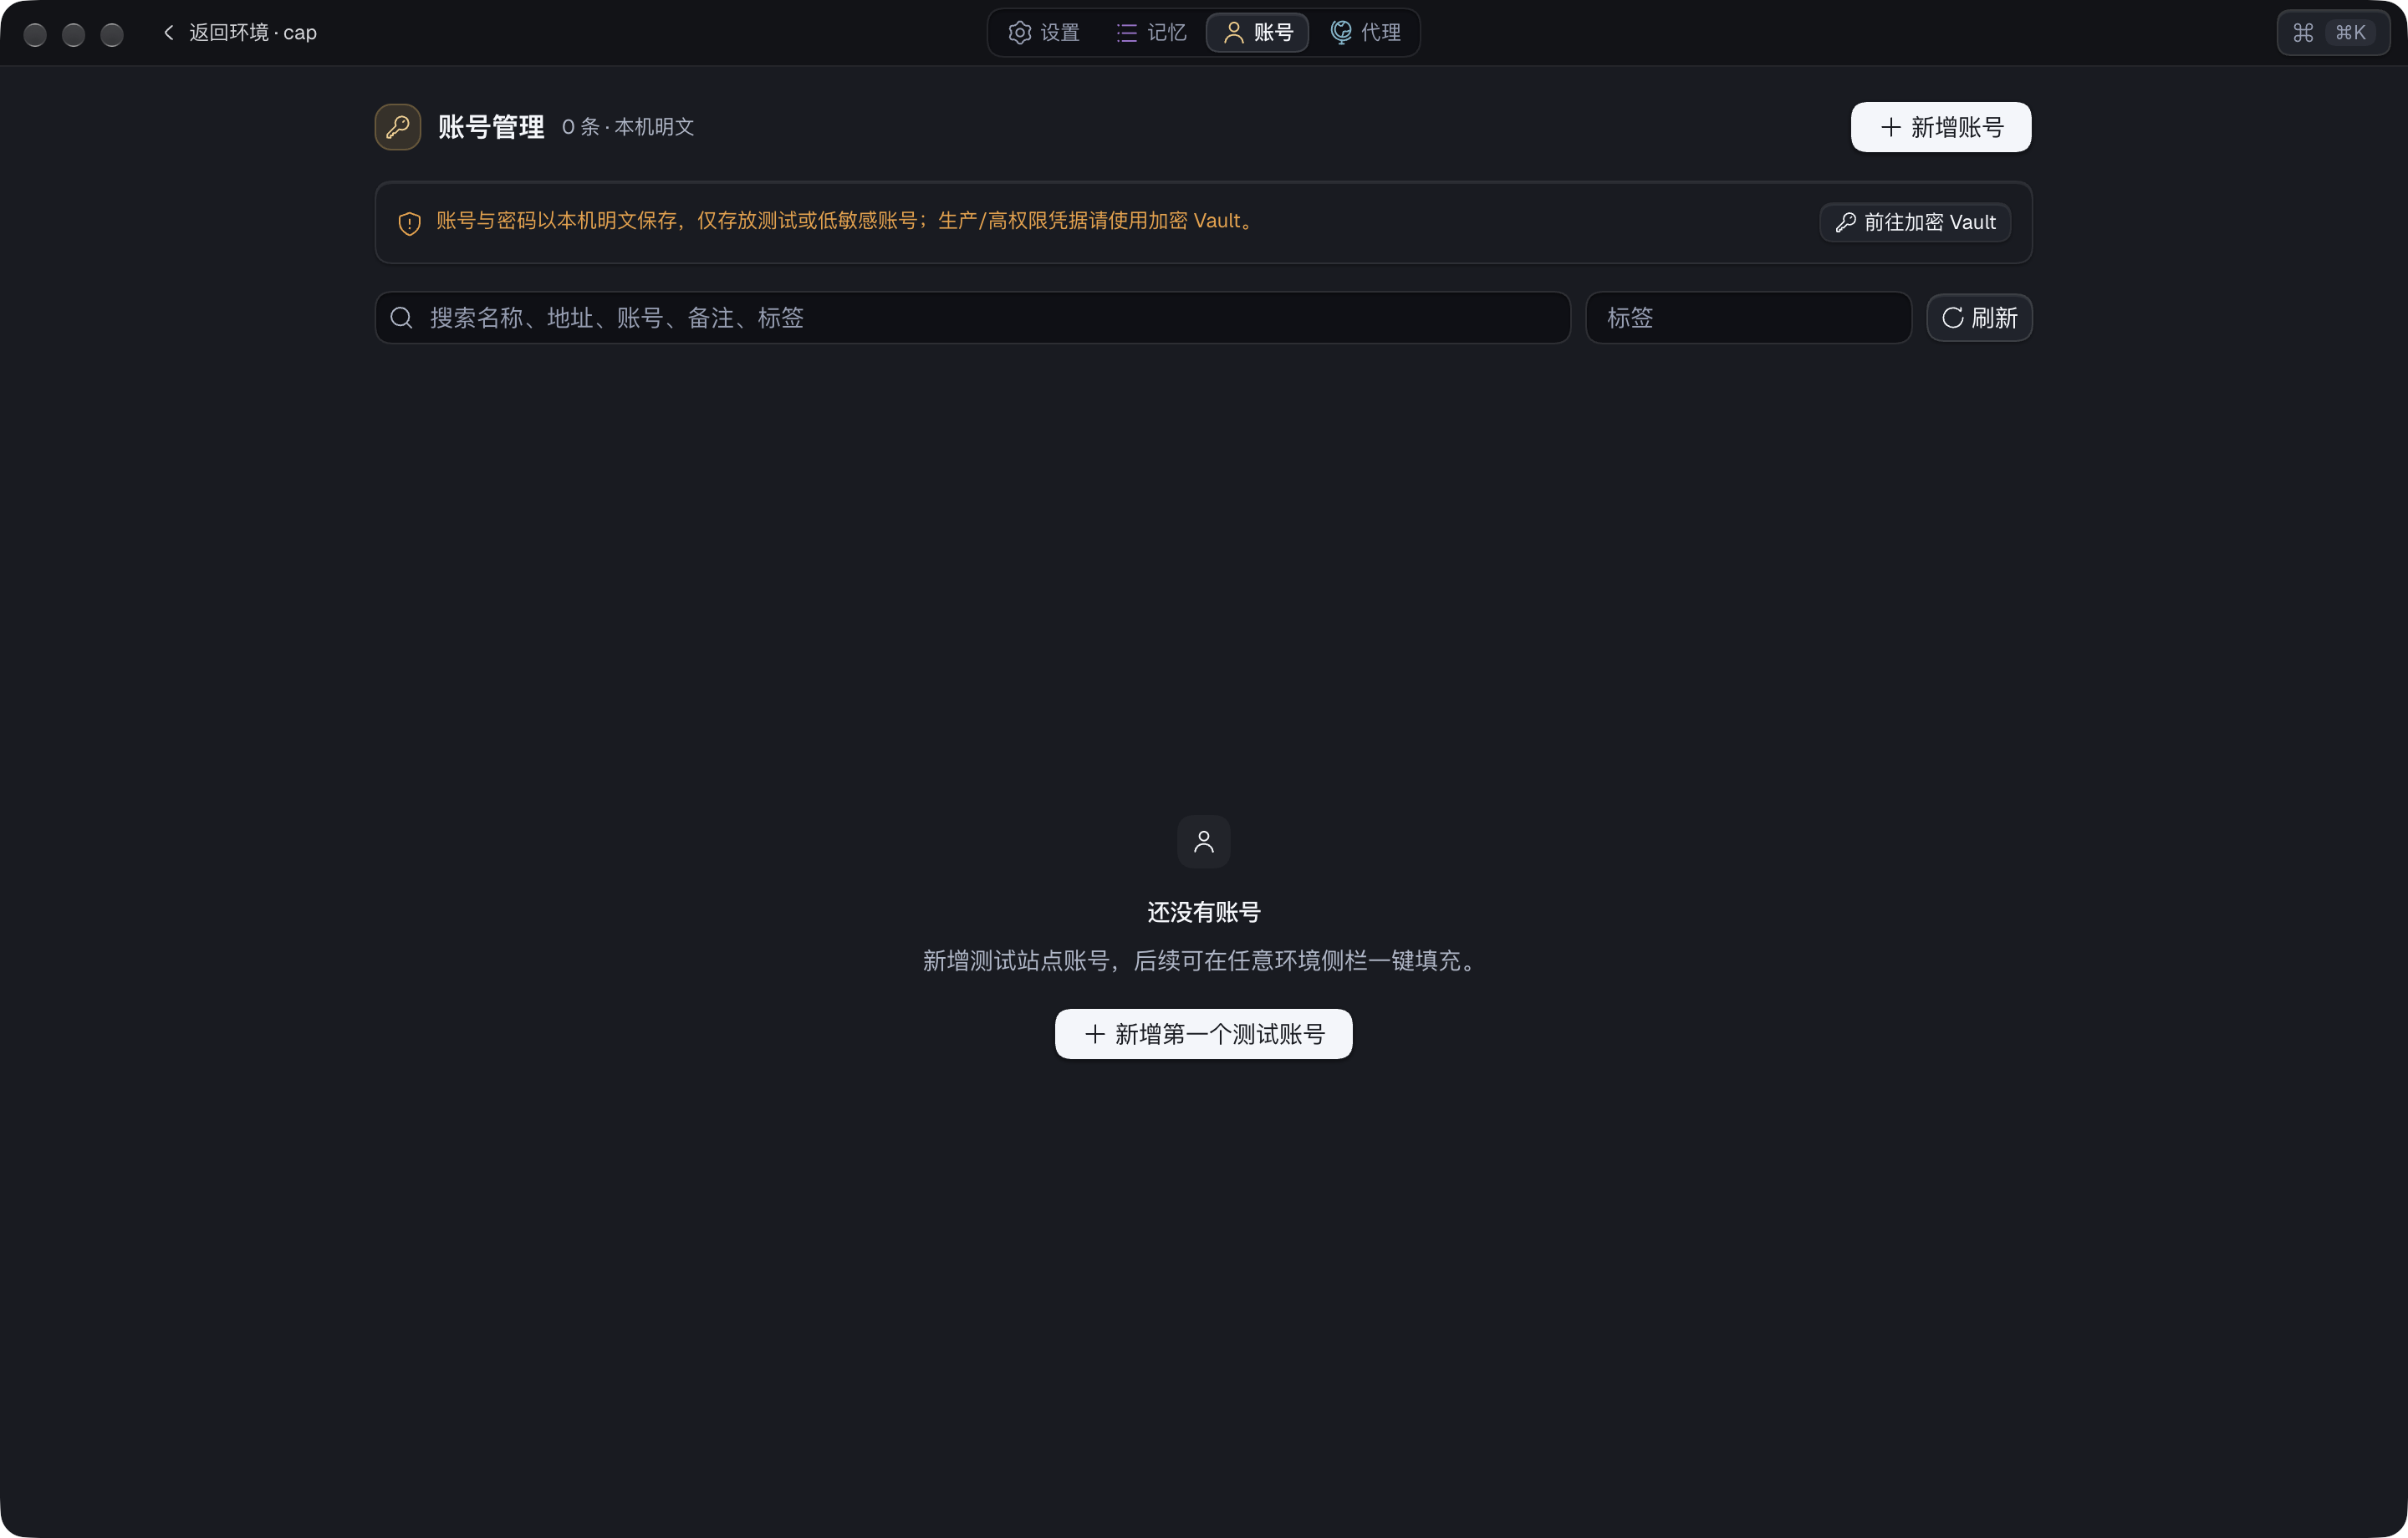 返回环境 · cap
设置 记忆 账号 代理
⌘ ⌘K
账号管理 0 条 · 本机明文
新增账号
账号与密码以本机明文保存，仅存放测试或低敏感账号；生产/高权限凭据请使用加密 Vault。
前往加密 Vault
搜索名称、地址、账号、备注、标签
标签
刷新
还没有账号
新增测试站点账号，后续可在任意环境侧栏一键填充。
新增第一个测试账号